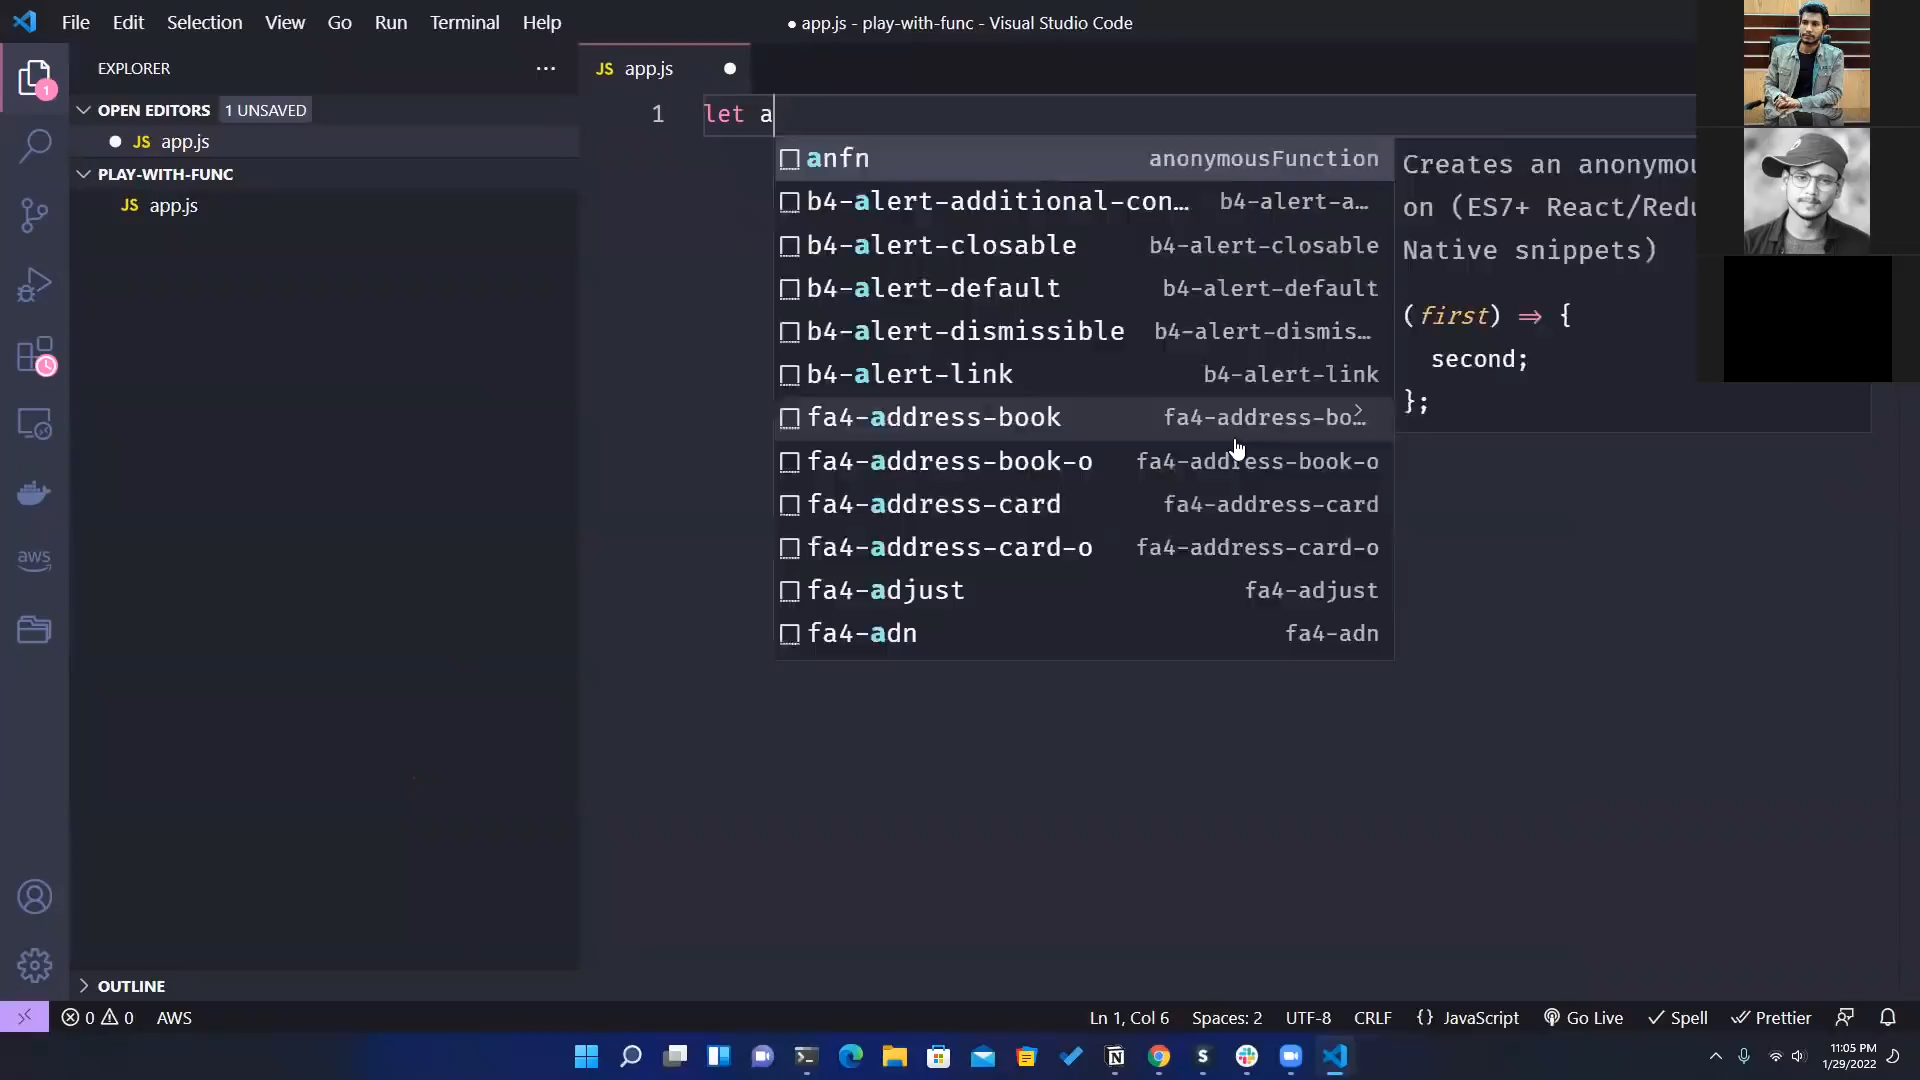 File Edit Selection View Go Run Terminal Help
● app.js - play-with-func - Visual Studio Code
EXPLORER ···
1
OPEN EDITORS 1 UNSAVED
JS app.js
PLAY-WITH-FUNC
JS app.js
aws
OUTLINE
JS app.js
1 let a
anfn anonymousFunction
b4-alert-additional-con… b4-alert-a…
b4-alert-closable b4-alert-closable
b4-alert-default b4-alert-default
b4-alert-dismissible b4-alert-dismis…
b4-alert-link b4-alert-link
fa4-address-book fa4-address-bo…
fa4-address-book-o fa4-address-book-o
fa4-address-card fa4-address-card
fa4-address-card-o fa4-address-card-o
fa4-adjust fa4-adjust
fa4-adn fa4-adn
Creates an anonymou
on (ES7+ React/Redu
Native snippets)
(first) ⇒ {
second;
};
0 0 AWS
Ln 1, Col 6 Spaces: 2 UTF-8 CRLF {} JavaScript Go Live Spell Prettier
11:05 PM
1/29/2022